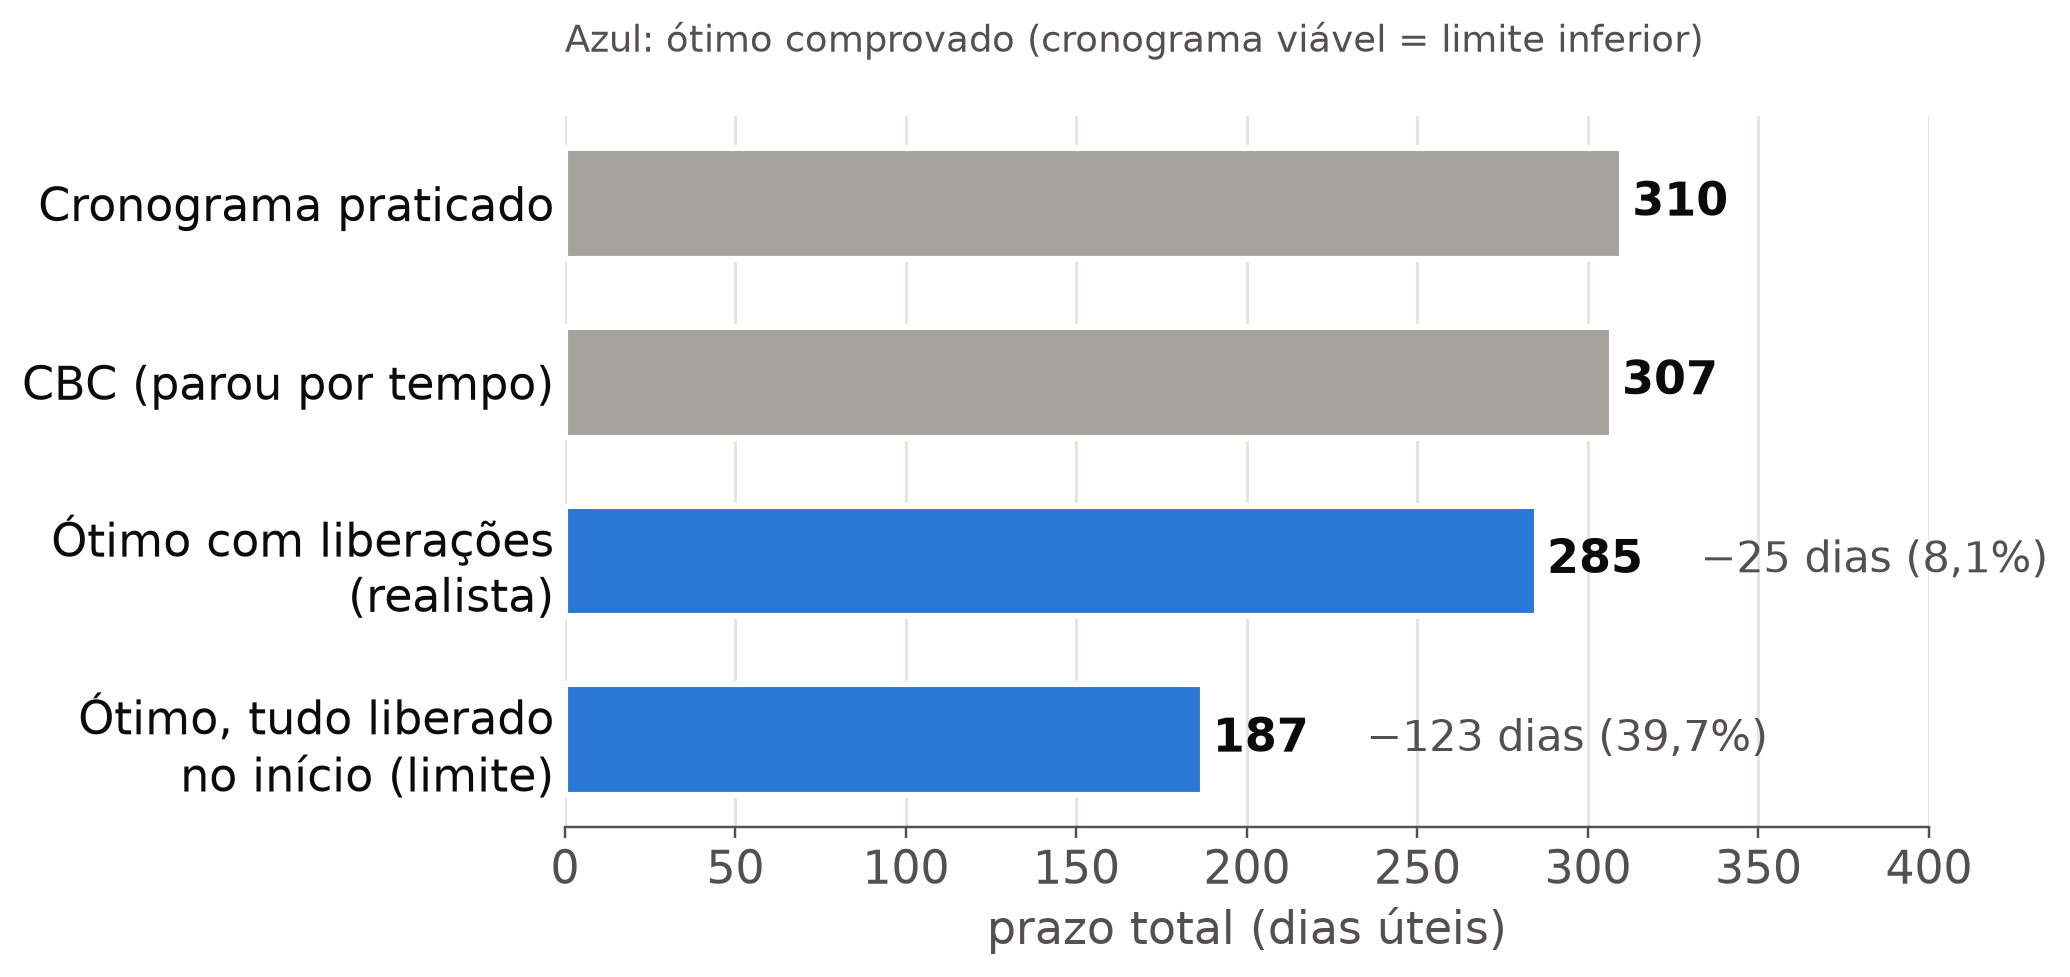 Azul: ótimo comprovado (cronograma viável = limite inferior)
Cronograma praticado
310
CBC (parou por tempo)
307
Ótimo com liberações
(realista)
285
−25 dias (8,1%)
Ótimo, tudo liberado
no início (limite)
187
−123 dias (39,7%)
0 50 100 150 200 250 300 350 400
prazo total (dias úteis)